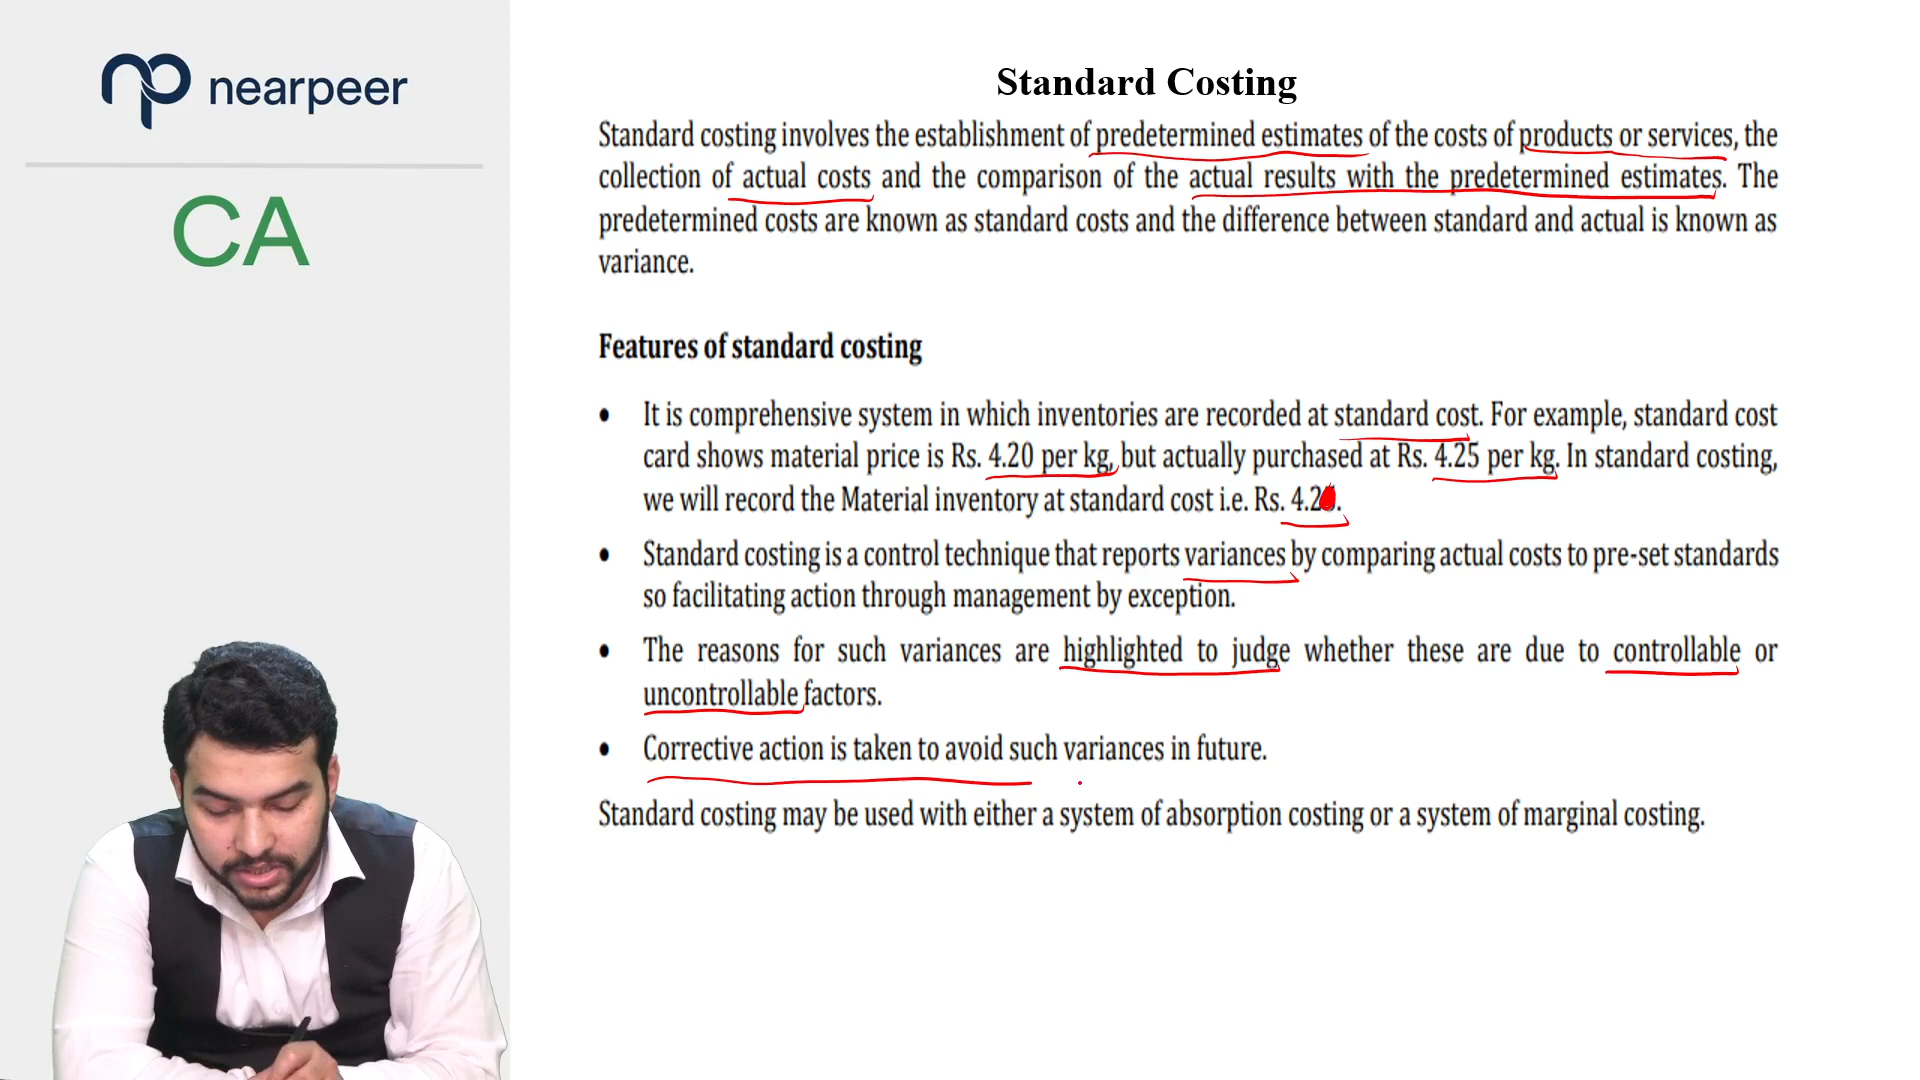 nearpeer
CA
Standard Costing
Standard costing involves the establishment of predetermined estimates of the costs of products or services, the
collection of actual costs and the comparison of the actual results with the predetermined estimates. The
predetermined costs are known as standard costs and the difference between standard and actual is known as
variance.
Features of standard costing
• It is comprehensive system in which inventories are recorded at standard cost. For example, standard cost
card shows material price is Rs. 4.20 per kg, but actually purchased at Rs. 4.25 per kg. In standard costing,
we will record the Material inventory at standard cost i.e. Rs.
• Standard costing is a control technique that reports variances by comparing actual costs to pre-set standards
so facilitating action through management by exception.
• The reasons for such variances are highlighted to judge whether these are due to controllable or
uncontrollable factors.
• Corrective action is taken to avoid such variances in future.
Standard costing may be used with either a system of absorption costing or a system of marginal costing.